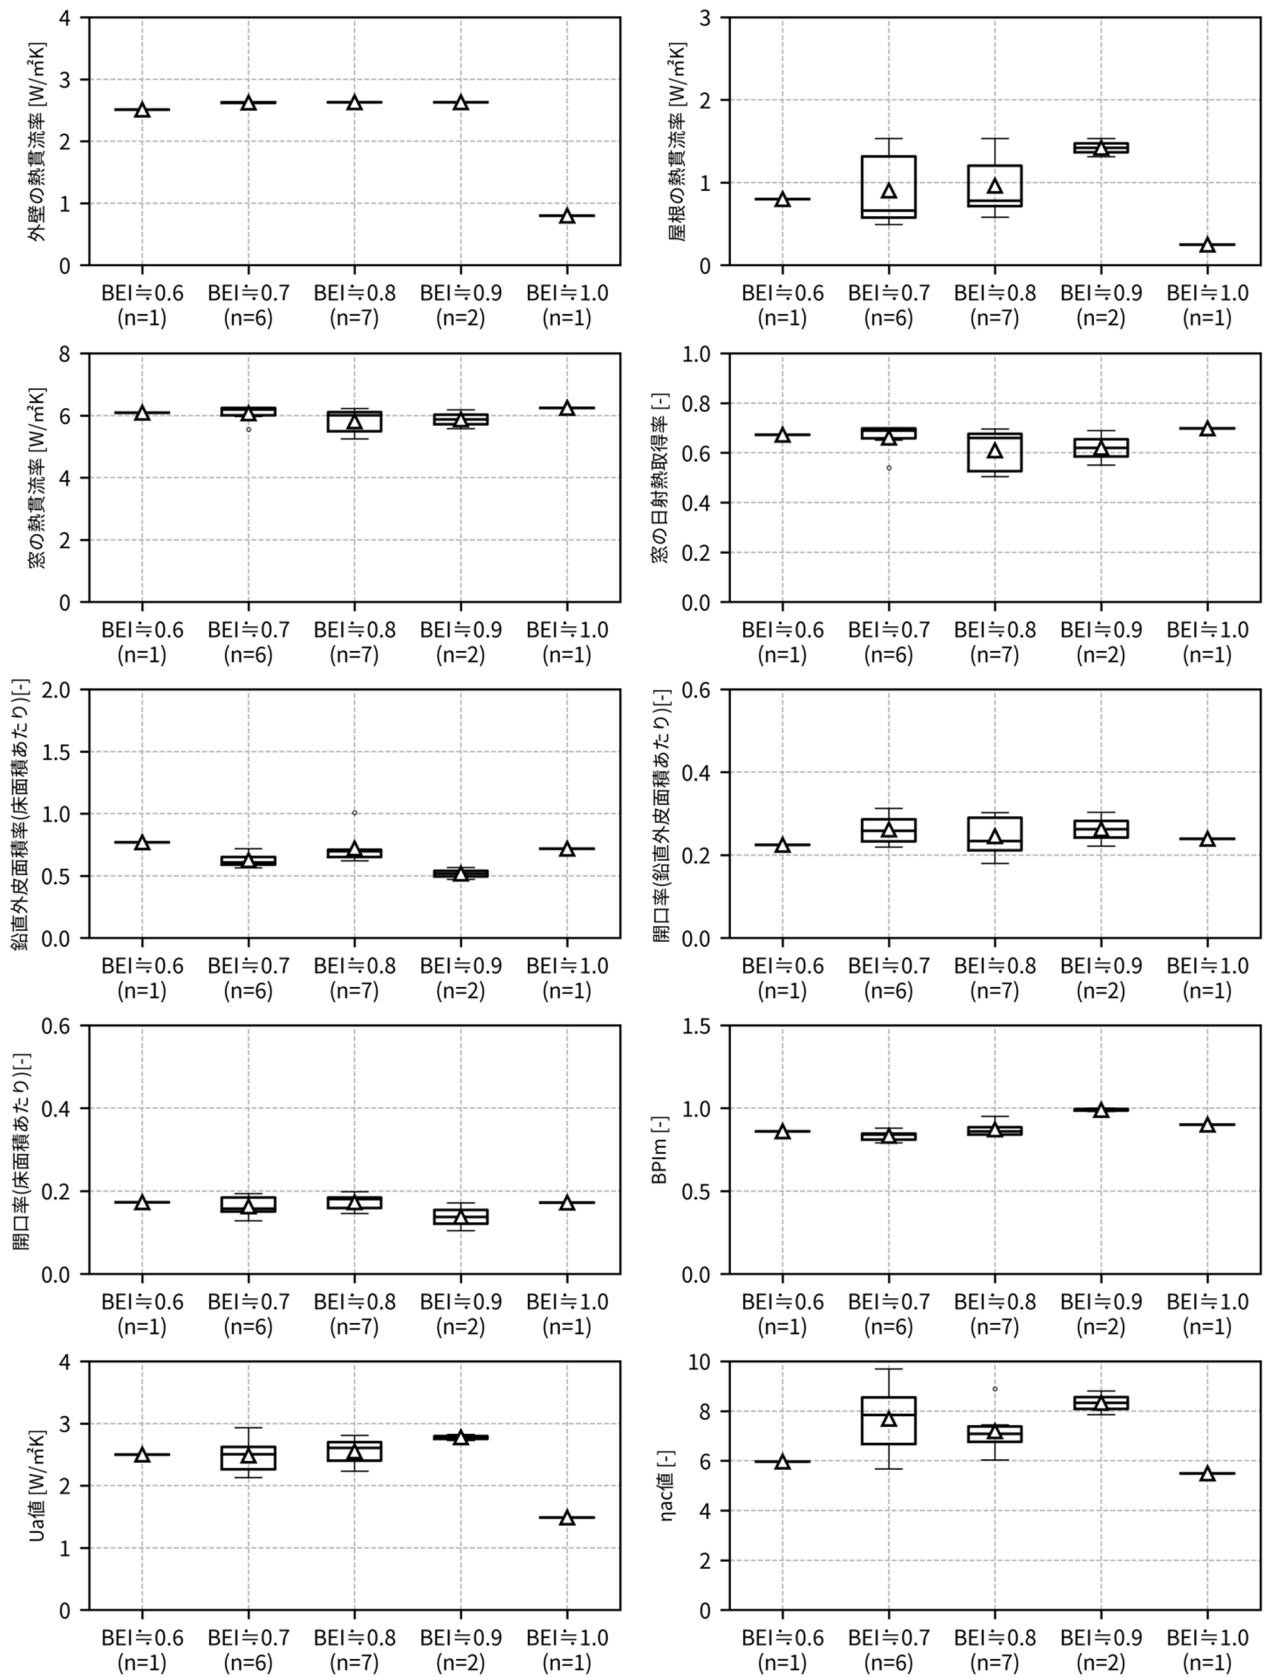 外壁の熱貫流率 [W/㎡K]
4
3
2
1
0
BEI≒0.6 BEI≒0.7 BEI≒0.8 BEI≒0.9 BEI≒1.0
(n=1) (n=6) (n=7) (n=2) (n=1)
屋根の熱貫流率 [W/㎡K]
3
2
1
0
BEI≒0.6 BEI≒0.7 BEI≒0.8 BEI≒0.9 BEI≒1.0
(n=1) (n=6) (n=7) (n=2) (n=1)
窓の熱貫流率 [W/㎡K]
8
6
4
2
0
BEI≒0.6 BEI≒0.7 BEI≒0.8 BEI≒0.9 BEI≒1.0
(n=1) (n=6) (n=7) (n=2) (n=1)
窓の日射熱取得率 [-]
1.0
0.8
0.6
0.4
0.2
0.0
BEI≒0.6 BEI≒0.7 BEI≒0.8 BEI≒0.9 BEI≒1.0
(n=1) (n=6) (n=7) (n=2) (n=1)
鉛直外皮面積率(床面積あたり)[-]
2.0
1.5
1.0
0.5
0.0
BEI≒0.6 BEI≒0.7 BEI≒0.8 BEI≒0.9 BEI≒1.0
(n=1) (n=6) (n=7) (n=2) (n=1)
開口率(鉛直外皮面積あたり)[-]
0.6
0.4
0.2
0.0
BEI≒0.6 BEI≒0.7 BEI≒0.8 BEI≒0.9 BEI≒1.0
(n=1) (n=6) (n=7) (n=2) (n=1)
開口率(床面積あたり)[-]
0.6
0.4
0.2
0.0
BEI≒0.6 BEI≒0.7 BEI≒0.8 BEI≒0.9 BEI≒1.0
(n=1) (n=6) (n=7) (n=2) (n=1)
BPIm [-]
1.5
1.0
0.5
0.0
BEI≒0.6 BEI≒0.7 BEI≒0.8 BEI≒0.9 BEI≒1.0
(n=1) (n=6) (n=7) (n=2) (n=1)
Ua値 [W/㎡K]
4
3
2
1
0
BEI≒0.6 BEI≒0.7 BEI≒0.8 BEI≒0.9 BEI≒1.0
(n=1) (n=6) (n=7) (n=2) (n=1)
ηac値 [-]
10
8
6
4
2
0
BEI≒0.6 BEI≒0.7 BEI≒0.8 BEI≒0.9 BEI≒1.0
(n=1) (n=6) (n=7) (n=2) (n=1)